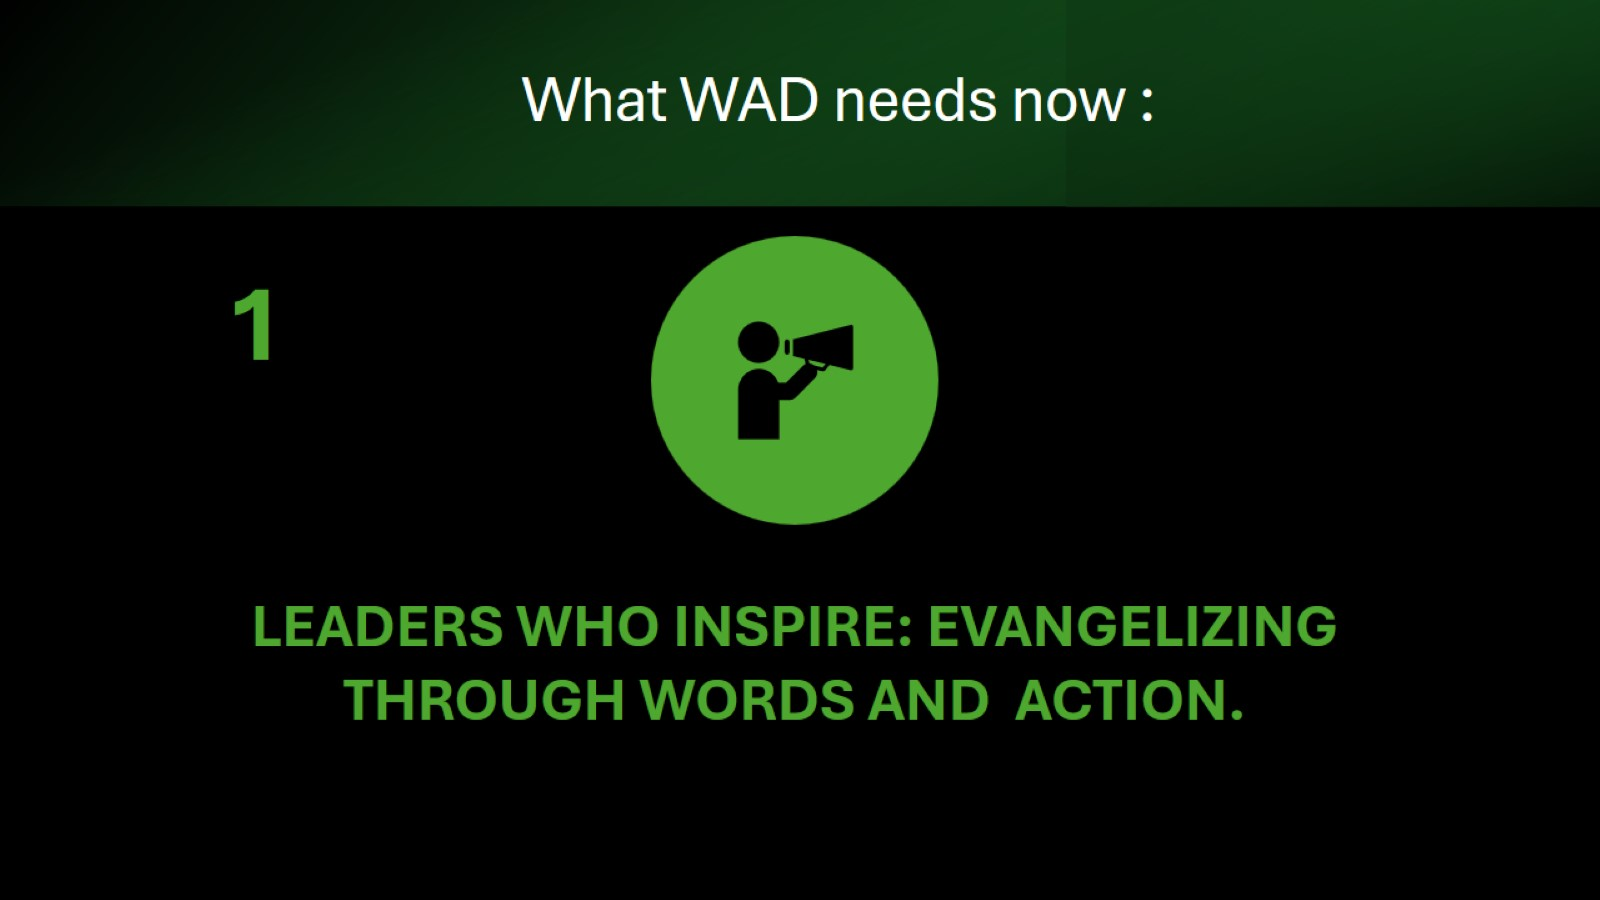 What WAD needs now :
1
LEADERS WHO INSPIRE: EVANGELIZING
THROUGH WORDS AND  ACTION.